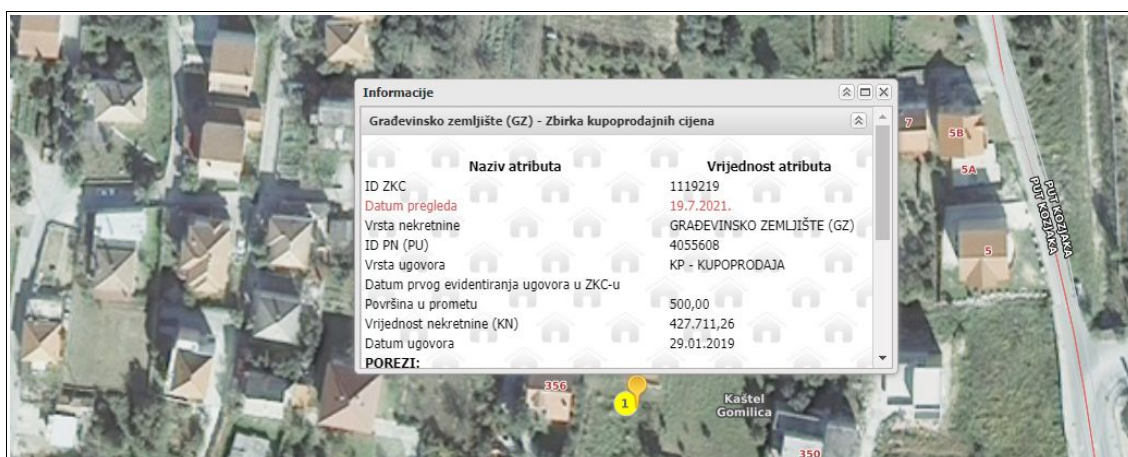 Informacije
Građevinsko zemljište (GZ) - Zbirka kupoprodajnih cijena
Naziv atributa Vrijednost atributa
ID ZKC 1119219
Datum pregleda 19.7.2021.
Vrsta nekretnine GRAĐEVINSKO ZEMLJIŠTE (GZ)
ID PN (PU) 4055608
Vrsta ugovora KP - KUPOPRODAJA
Datum prvog evidentiranja ugovora u ZKC-u
Površina u prometu 500,00
Vrijednost nekretnine (KN) 427.711,26
Datum ugovora 29.01.2019
POREZI:
7
5B
5A
PUT KOZJAKA
PUT KOZJAKA
5
356
1
Kaštel
Gomilica
350